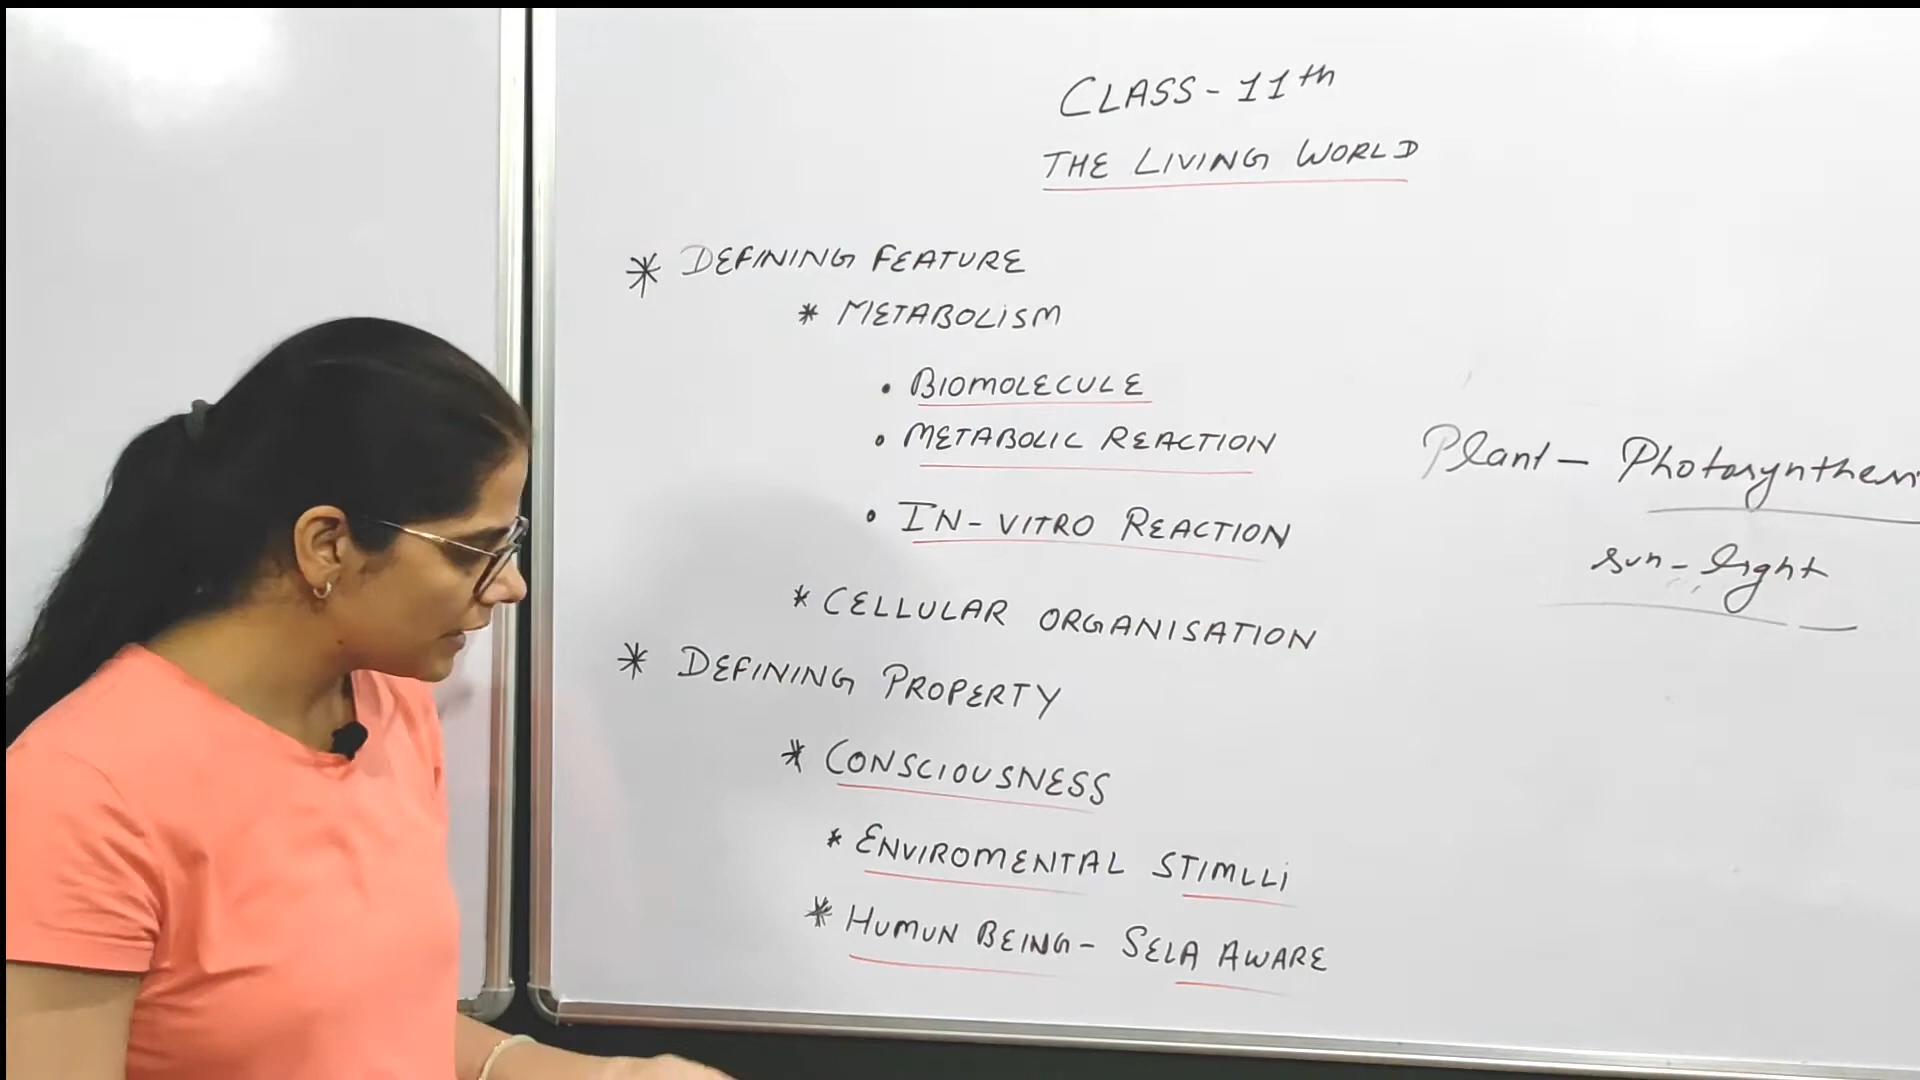 CLASS - 11th
THE LIVING WORLD
* DEFINING FEATURE
* METABOLISM
• BIOMOLECULE
• METABOLIC REACTION
• IN-VITRO REACTION
* CELLULAR ORGANISATION
* DEFINING PROPERTY
* CONSCIOUSNESS
* ENVIROMENTAL STIMLLI
* HUMUN BEING - SELA AWARE
Plant - Photosynthesis
sun-light